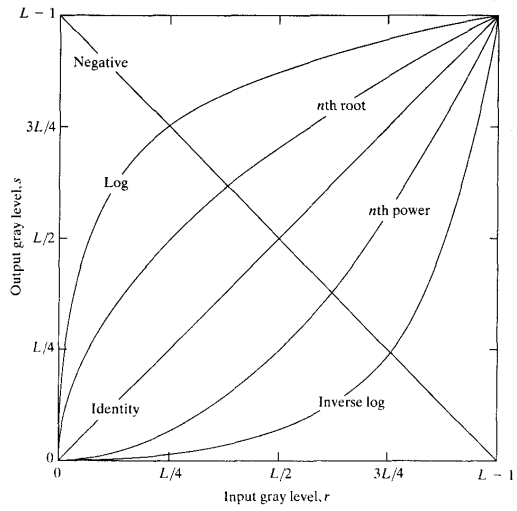 L − 1
Negative
nth root
3L/4
Log
nth power
L/2
Output gray level, s
L/4
Identity
Inverse log
0
0
L/4
L/2
3L/4
L − 1
Input gray level, r